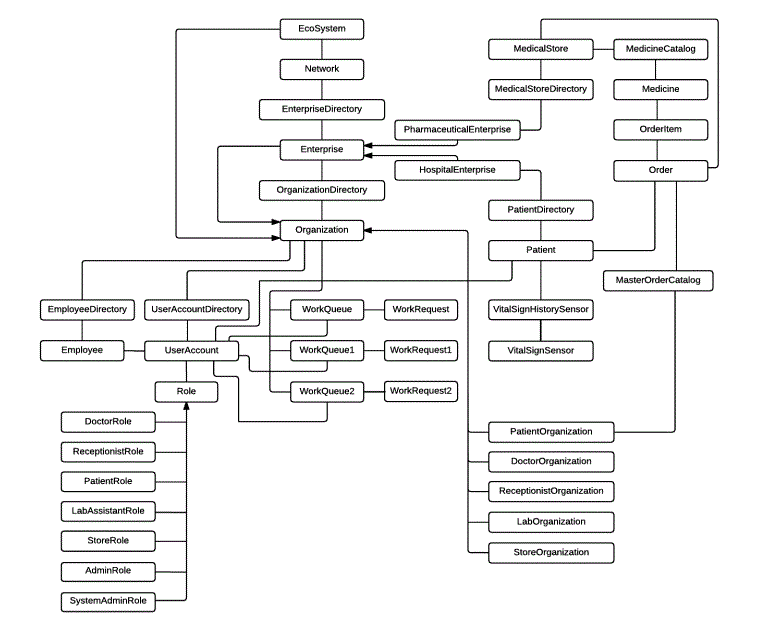 EcoSystem
MedicalStore
MedicineCatalog
Network
MedicalStoreDirectory
Medicine
EnterpriseDirectory
PharmaceuticalEnterprise
OrderItem
Enterprise
HospitalEnterprise
Order
OrganizationDirectory
PatientDirectory
Organization
Patient
MasterOrderCatalog
EmployeeDirectory
UserAccountDirectory
WorkQueue
WorkRequest
VitalSignHistorySensor
Employee
UserAccount
WorkQueue1
WorkRequest1
VitalSignSensor
Role
WorkQueue2
WorkRequest2
DoctorRole
PatientOrganization
ReceptionistRole
DoctorOrganization
PatientRole
ReceptionistOrganization
LabAssistantRole
LabOrganization
StoreRole
StoreOrganization
AdminRole
SystemAdminRole